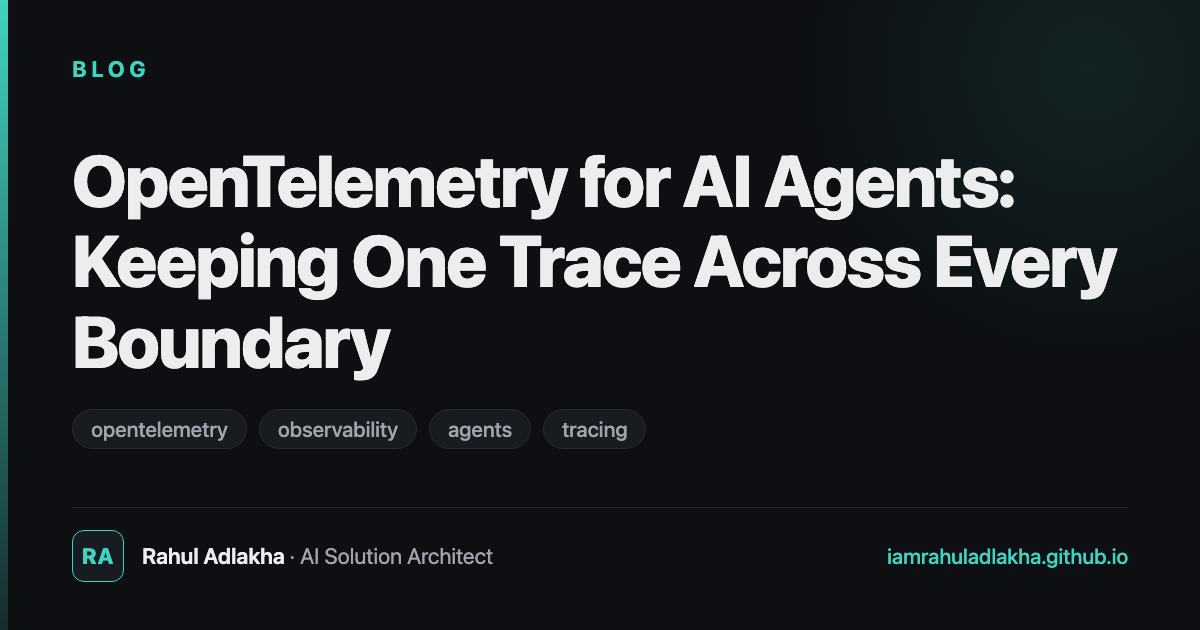 BLOG
OpenTelemetry for AI Agents:
Keeping One Trace Across Every
Boundary
opentelemetry observability agents tracing
RA Rahul Adlakha · AI Solution Architect iamrahuladlakha.github.io